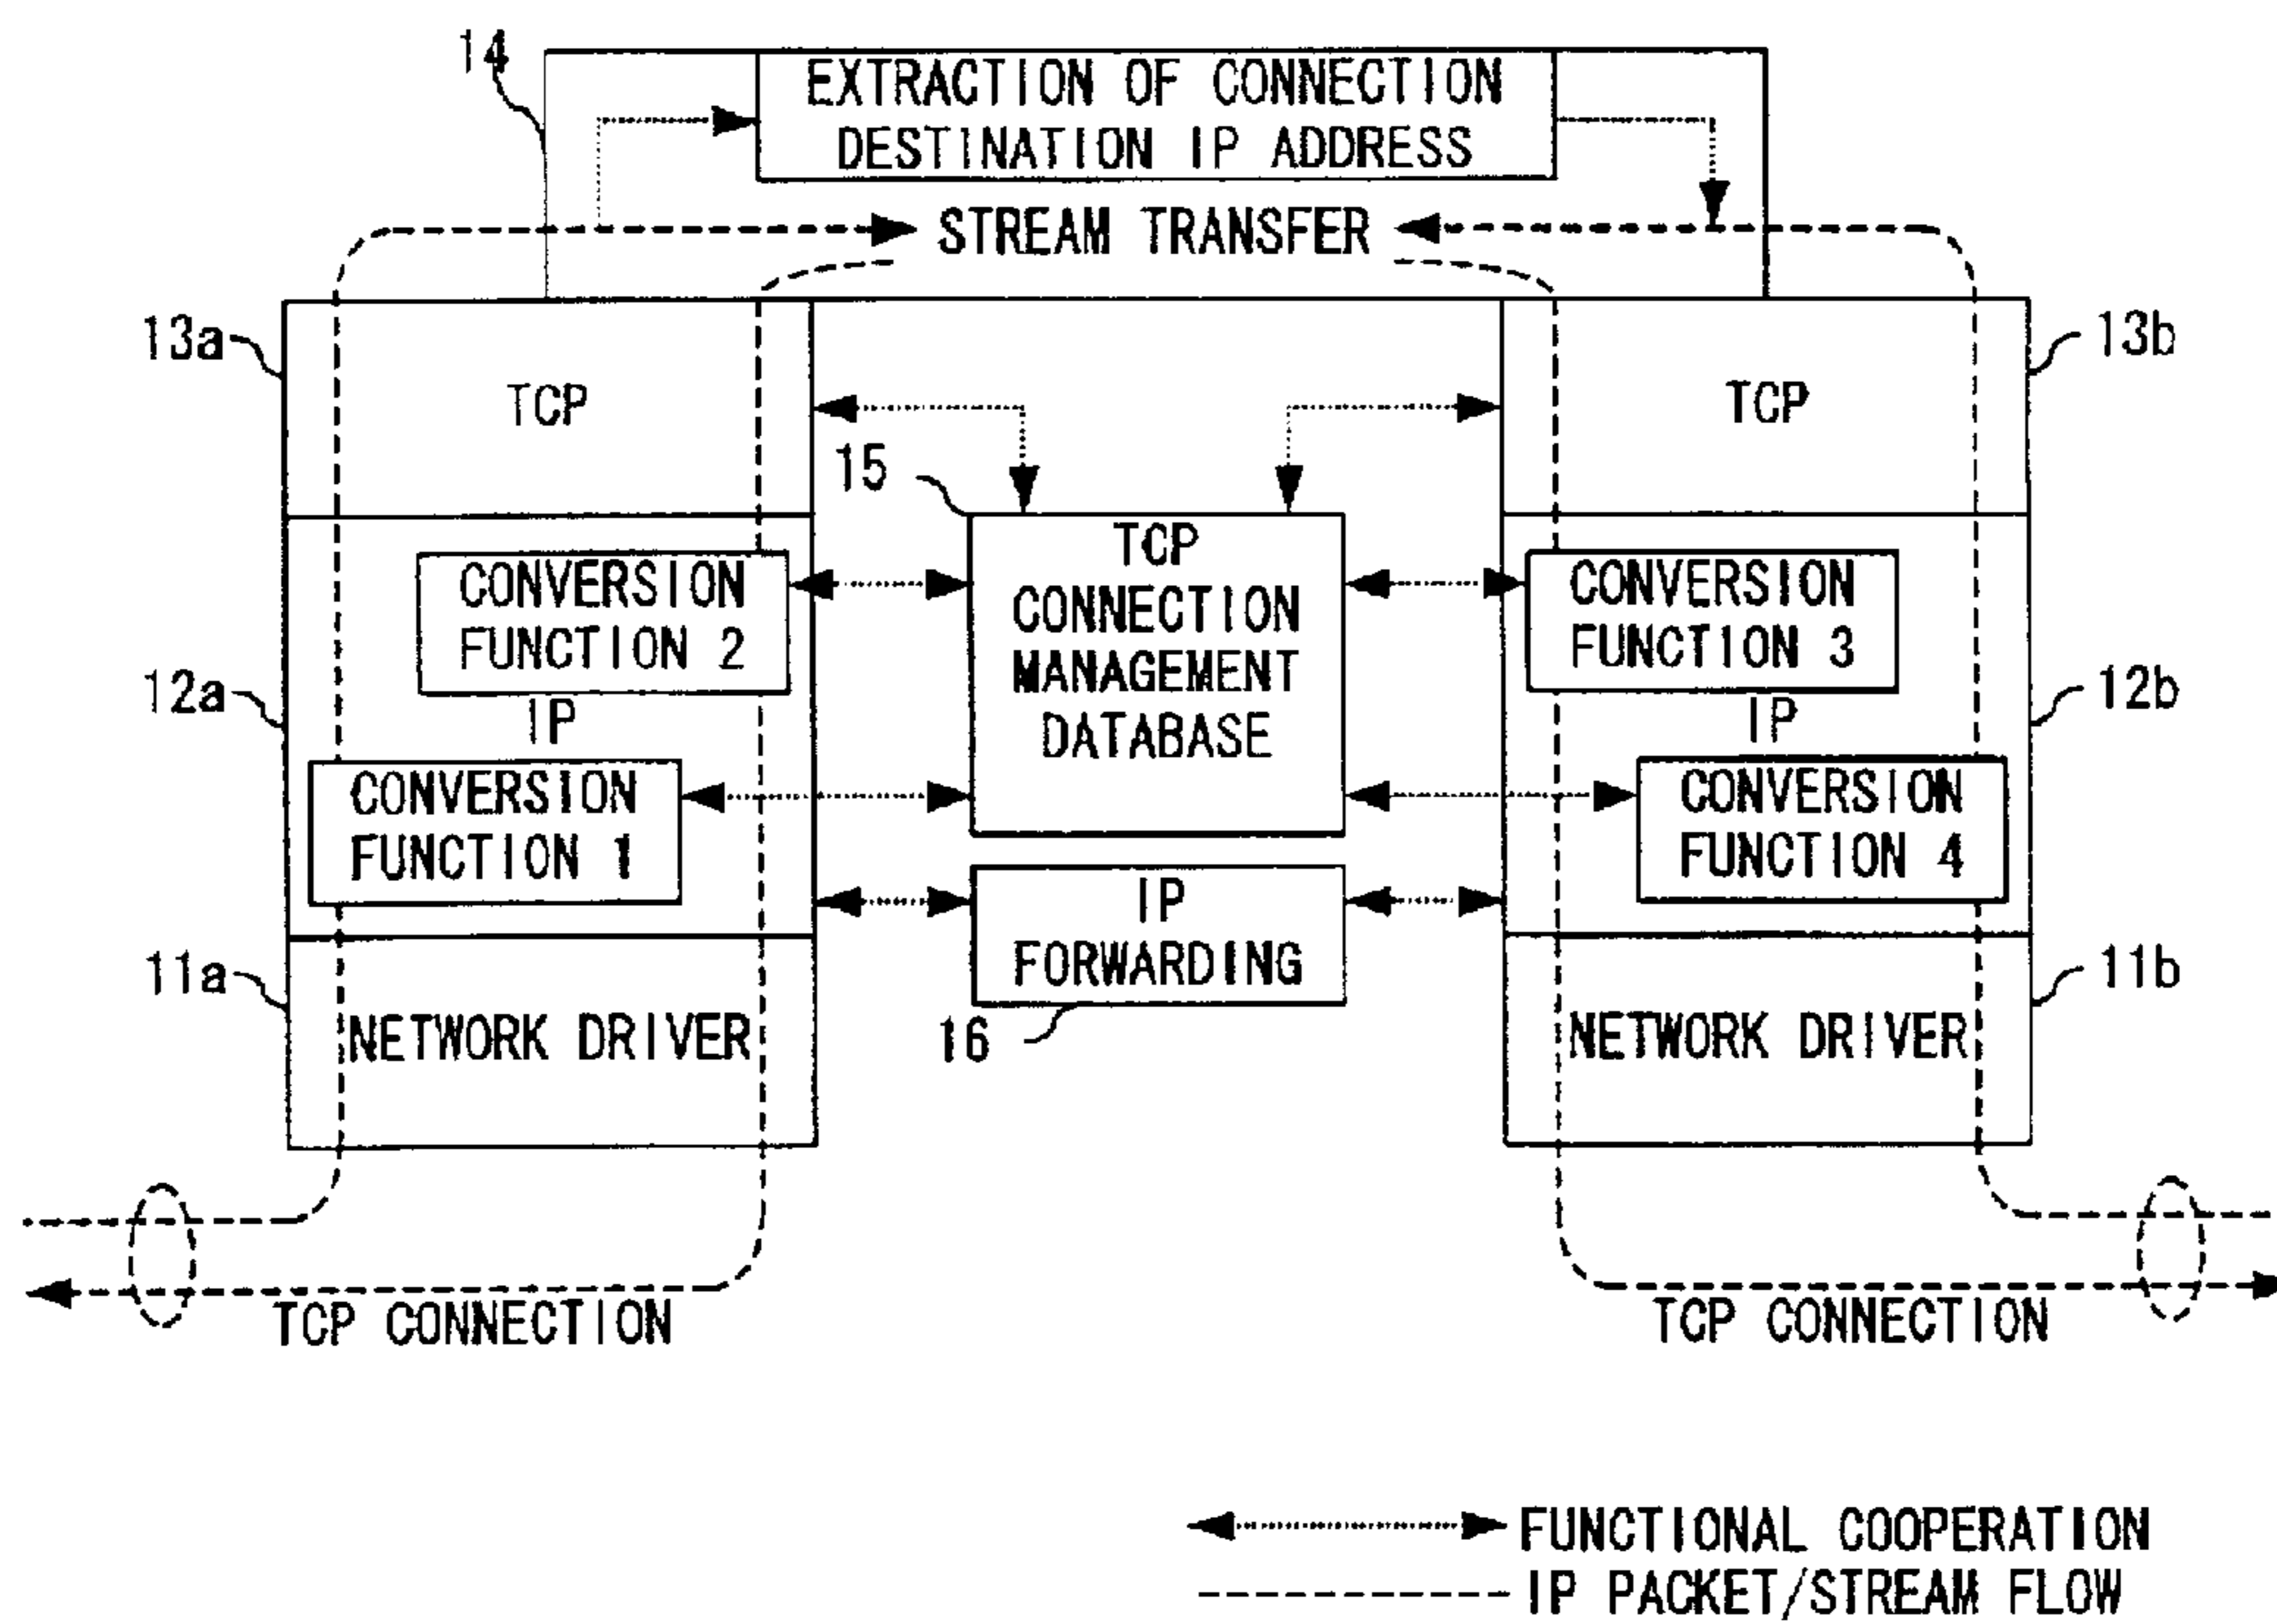 14
EXTRACTION OF CONNECTION
DESTINATION IP ADDRESS
STREAM TRANSFER
13a
TCP
13b
TCP
15
TCP
CONNECTION
MANAGEMENT
DATABASE
12a
CONVERSION
FUNCTION 2
IP
CONVERSION
FUNCTION 1
CONVERSION
FUNCTION 3
IP
12b
CONVERSION
FUNCTION 4
IP
FORWARDING
16
11a
NETWORK DRIVER
NETWORK DRIVER
11b
TCP CONNECTION
TCP CONNECTION
FUNCTIONAL COOPERATION
IP PACKET/STREAM FLOW